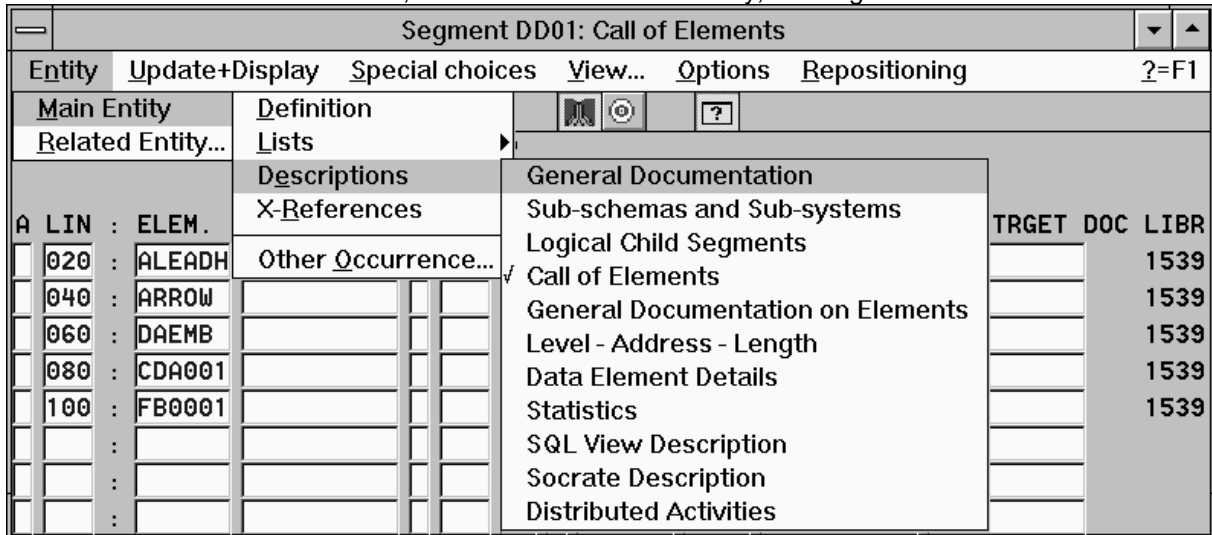 Segment DD01: Call of Elements
Entity Update+Display Special choices View... Options Repositioning ?=F1
Main Entity Definition ?
Related Entity... Lists
Descriptions General Documentation
X-References Sub-schemas and Sub-systems
A LIN : ELEM. TRGET DOC LIBR
Logical Child Segments
020 : ALEADH Other Occurrence... 1539
√ Call of Elements
040 : ARROW General Documentation on Elements 1539
060 : DAEMB Level - Address - Length 1539
080 : CDA001 Data Element Details 1539
100 : FB0001 Statistics 1539
: SQL View Description
: Socrate Description
: Distributed Activities